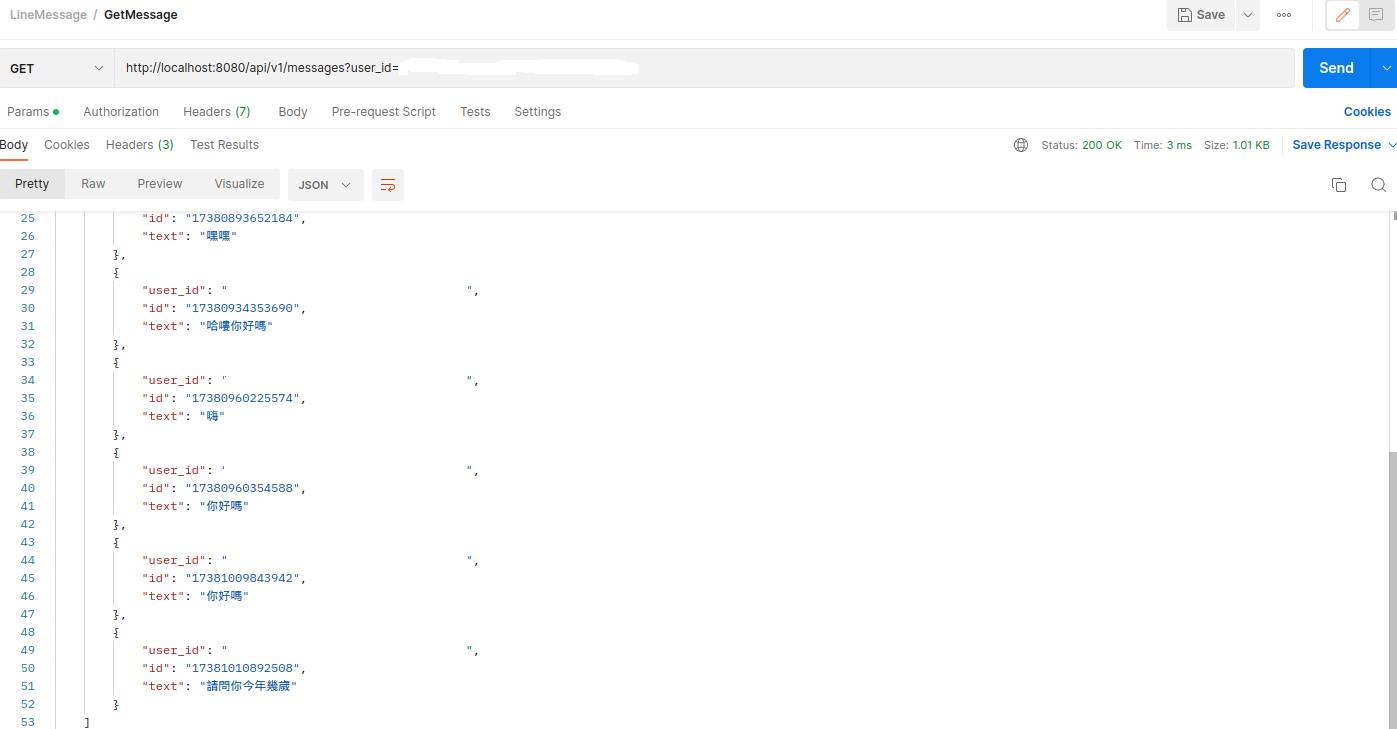 LineMessage / GetMessage
Save
GET
http://localhost:8080/api/v1/messages?user_id=
Send
Params
Authorization
Headers (7)
Body
Pre-request Script
Tests
Settings
Cookies
Body
Cookies
Headers (3)
Test Results
Status: 200 OK
Time: 3 ms
Size: 1.01 KB
Save Response
Pretty
Raw
Preview
Visualize
JSON
25 "id": "17380893652184",
26 "text": "嘿嘿"
27 },
28 {
29 "user_id": " ",
30 "id": "17380934353690",
31 "text": "哈嘍你好嗎"
32 },
33 {
34 "user_id": " ",
35 "id": "17380960225574",
36 "text": "嗨"
37 },
38 {
39 "user_id": " ",
40 "id": "17380960354588",
41 "text": "你好嗎"
42 },
43 {
44 "user_id": " ",
45 "id": "17381009843942",
46 "text": "你好嗎"
47 },
48 {
49 "user_id": " ",
50 "id": "17381010892508",
51 "text": "請問你今年幾歲"
52 }
53 ]